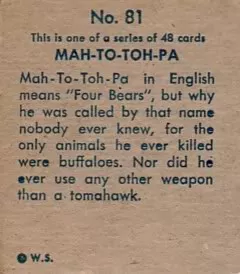 No. 81
This is one of a series of 48 cards
MAH-TO-TOH-PA
Mah-To-Toh-Pa in English
means "Four Bears", but why
he was called by that name
nobody ever knew, for the
only animals he ever killed
were buffaloes. Nor did he
ever use any other weapon
than a tomahawk.
W.S.